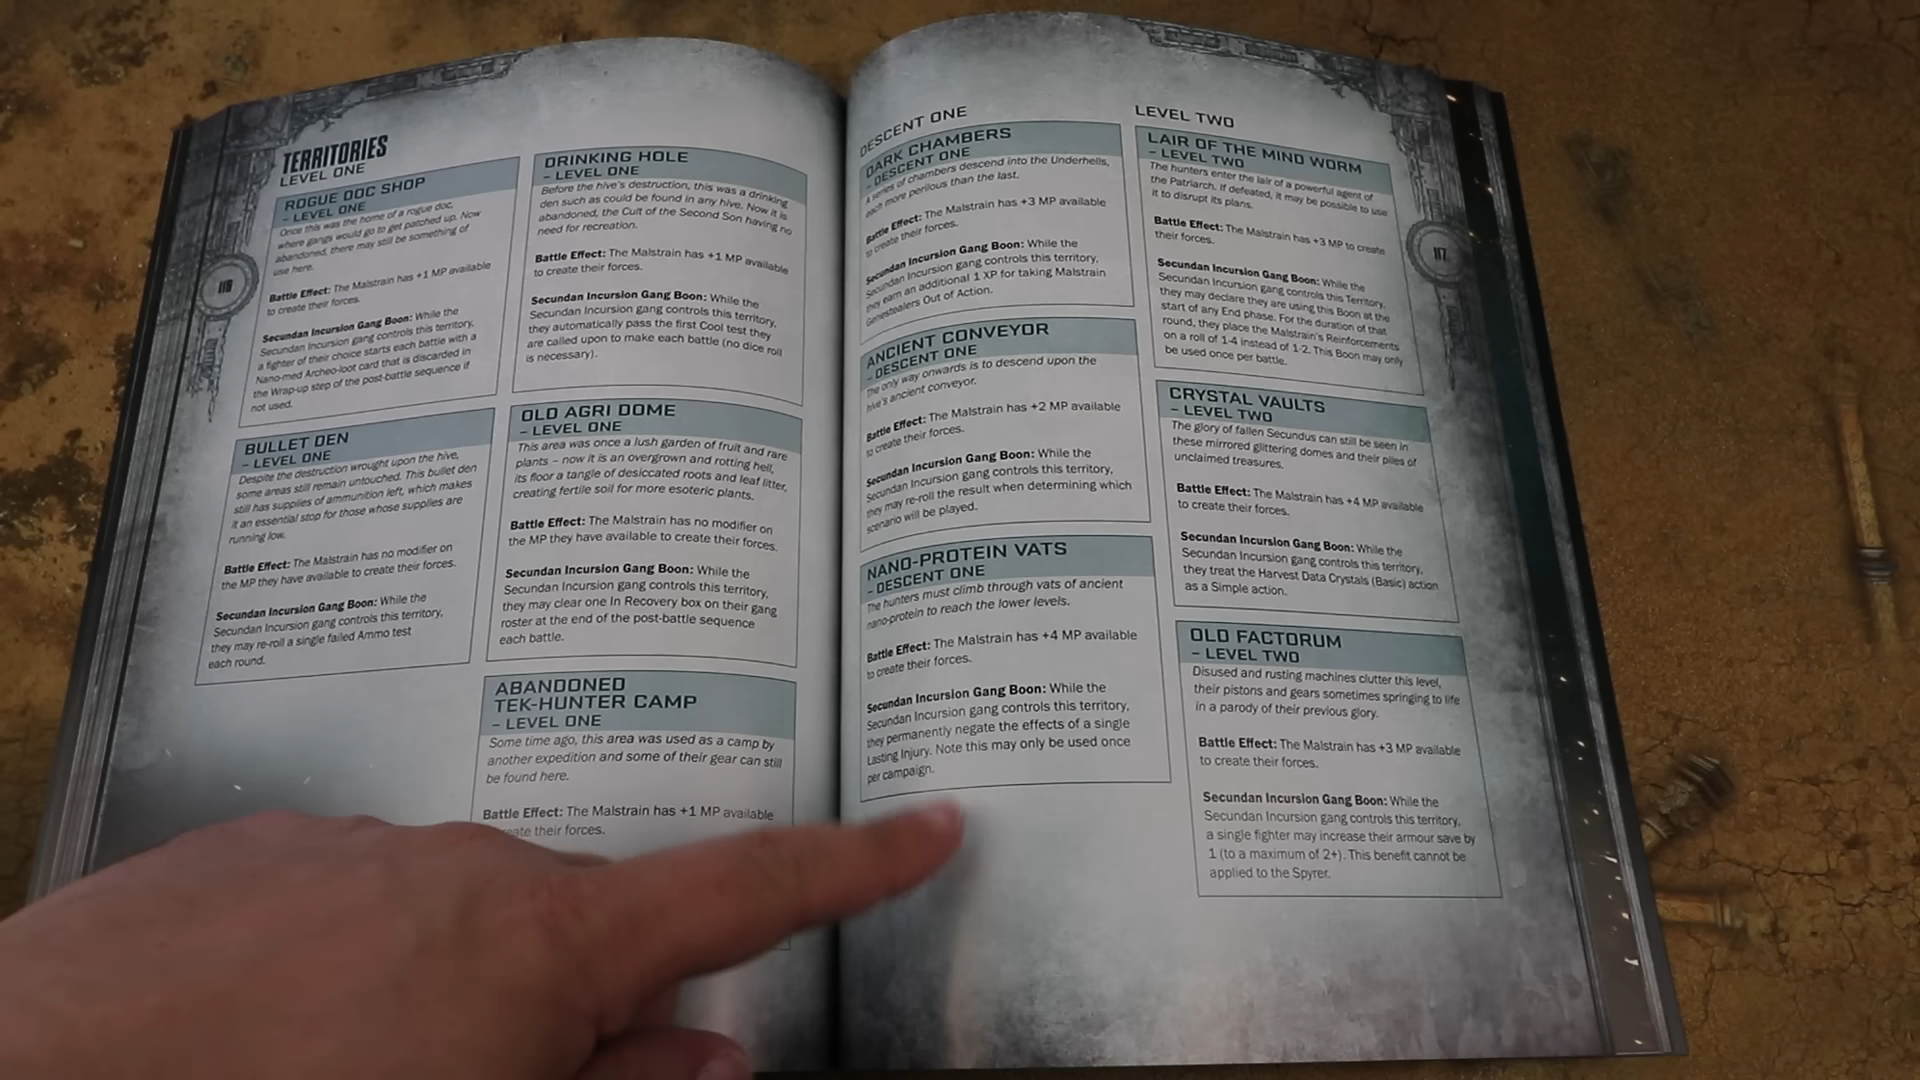 TERRITORIES
LEVEL ONE
ROGUE DOC SHOP
– LEVEL ONE
Once this was the home of a rogue doc,
where gangs would go to get patched up. Now
abandoned, there may still be something of
use here.
Battle Effect: The Malstrain has +1 MP available
to create their forces.
Secundan Incursion Gang Boon: While the
Secundan Incursion gang controls this territory,
a fighter of their choice starts each battle with a
Nano-med Archeo-loot card that is discarded in
the Wrap-up step of the post-battle sequence if
not used.
BULLET DEN
– LEVEL ONE
Despite the destruction wrought upon the hive,
some areas still remain untouched. This bullet den
still has supplies of ammunition left, which makes
it an essential stop for those whose supplies are
running low.
Battle Effect: The Malstrain has no modifier on
the MP they have available to create their forces.
Secundan Incursion Gang Boon: While the
Secundan Incursion gang controls this territory,
they may re-roll a single failed Ammo test
each round.
DRINKING HOLE
– LEVEL ONE
Before the hive's destruction, this was a drinking
den such as could be found in any hive. Now it is
abandoned, the Cult of the Second Son having no
need for recreation.
Battle Effect: The Malstrain has +1 MP available
to create their forces.
Secundan Incursion Gang Boon: While the
Secundan Incursion gang controls this territory,
they automatically pass the first Cool test they
are called upon to make each battle (no dice roll
is necessary).
OLD AGRI DOME
– LEVEL ONE
This area was once a lush garden of fruit and rare
plants – now it is an overgrown and rotting hell,
its floor a tangle of desiccated roots and leaf litter,
creating fertile soil for more esoteric plants.
Battle Effect: The Malstrain has no modifier on
the MP they have available to create their forces.
Secundan Incursion Gang Boon: While the
Secundan Incursion gang controls this territory,
they may clear one In Recovery box on their gang
roster at the end of the post-battle sequence
each battle.
ABANDONED
TEK-HUNTER CAMP
– LEVEL ONE
Some time ago, this area was used as a camp by
another expedition and some of their gear can still
be found here.
Battle Effect: The Malstrain has +1 MP available
their forces.
116
DESCENT ONE
DARK CHAMBERS
– DESCENT ONE
A series of chambers descend into the Underhells,
each more perilous than the last.
Battle Effect: The Malstrain has +3 MP available
to create their forces.
Secundan Incursion Gang Boon: While the
Secundan Incursion gang controls this territory,
they earn an additional 1 XP for taking Malstrain
Genestealers Out of Action.
ANCIENT CONVEYOR
– DESCENT ONE
The only way onwards is to descend upon the
hive's ancient conveyor.
Battle Effect: The Malstrain has +2 MP available
to create their forces.
Secundan Incursion Gang Boon: While the
Secundan Incursion gang controls this territory,
they may re-roll the result when determining which
scenario will be played.
NANO-PROTEIN VATS
– DESCENT ONE
The hunters must climb through vats of ancient
nano-protein to reach the lower levels.
Battle Effect: The Malstrain has +4 MP available
to create their forces.
Secundan Incursion Gang Boon: While the
Secundan Incursion gang controls this territory,
they permanently negate the effects of a single
Lasting Injury. Note this may only be used once
per campaign.
LEVEL TWO
LAIR OF THE MIND WORM
– LEVEL TWO
The hunters enter the lair of a powerful agent of
the Patriarch. If defeated, it may be possible to use
it to disrupt its plans.
Battle Effect: The Malstrain has +3 MP to create
their forces.
Secundan Incursion Gang Boon: While the
Secundan Incursion gang controls this Territory,
they may declare they are using this Boon at the
start of any End phase. For the duration of that
round, they place the Malstrain's Reinforcements
on a roll of 1-4 instead of 1-2. This Boon may only
be used once per battle.
CRYSTAL VAULTS
– LEVEL TWO
The glory of fallen Secundus can still be seen in
these mirrored glittering domes and their piles of
unclaimed treasures.
Battle Effect: The Malstrain has +4 MP available
to create their forces.
Secundan Incursion Gang Boon: While the
Secundan Incursion gang controls this territory,
they treat the Harvest Data Crystals (Basic) action
as a Simple action.
OLD FACTORUM
– LEVEL TWO
Disused and rusting machines clutter this level,
their pistons and gears sometimes springing to life
in a parody of their previous glory.
Battle Effect: The Malstrain has +3 MP available
to create their forces.
Secundan Incursion Gang Boon: While the
Secundan Incursion gang controls this territory,
a single fighter may increase their armour save by
1 (to a maximum of 2+). This benefit cannot be
applied to the Spyrer.
117